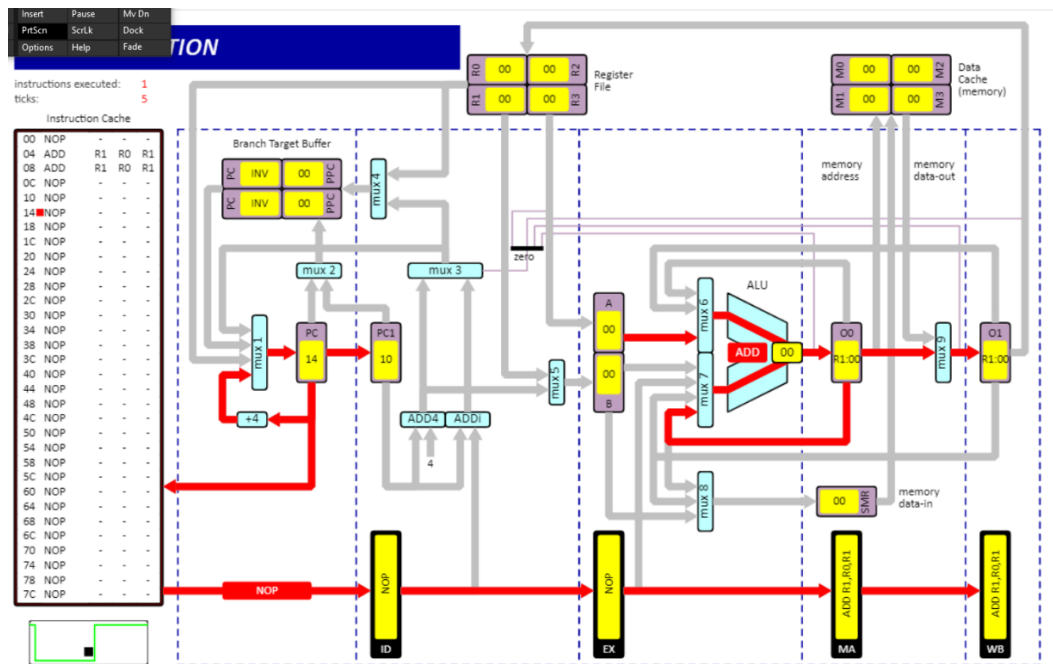 Insert Pause Mv Dn
PrtScn ScrLk Dock
Options Help Fade
TION
instructions executed: 1
ticks: 5
Instruction Cache
00 NOP - - -
04 ADD R1 R0 R1
08 ADD R1 R0 R1
0C NOP - - -
10 NOP - - -
14 NOP - - -
18 NOP - - -
1C NOP - - -
20 NOP - - -
24 NOP - - -
28 NOP - - -
2C NOP - - -
30 NOP - - -
34 NOP - - -
38 NOP - - -
3C NOP - - -
40 NOP - - -
44 NOP - - -
48 NOP - - -
4C NOP - - -
50 NOP - - -
54 NOP - - -
58 NOP - - -
5C NOP - - -
60 NOP - - -
64 NOP - - -
68 NOP - - -
6C NOP - - -
70 NOP - - -
74 NOP - - -
78 NOP - - -
7C NOP - - -
R0 00 00 R2
R1 00 00 R3
Register
File
M0 00 00 M2
M1 00 00 M3
Data
Cache
(memory)
Branch Target Buffer
PC INV 00 PPC
PC INV 00 PPC
mux 4
memory
address
memory
data-out
zero
mux 2
mux 3
mux 1
PC
14
PC1
10
+4
ADD4 ADDi
4
mux 5
A
00
00
B
mux 6
mux 7
ALU
ADD 00
O0
R1:00
mux 9
O1
R1:00
mux 8
00 SMR
memory
data-in
NOP
NOP
ID
NOP
EX
ADD R1,R0,R1
MA
ADD R1,R0,R1
WB